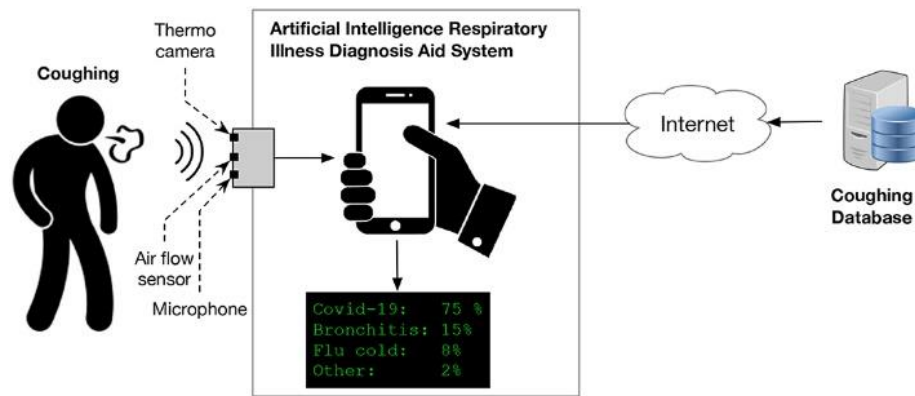 Thermo
camera
Artificial Intelligence Respiratory
Illness Diagnosis Aid System
Coughing
Internet
Coughing
Database
Air flow
sensor
Microphone
Covid-19: 75 %
Bronchitis: 15%
Flu cold: 8%
Other: 2%